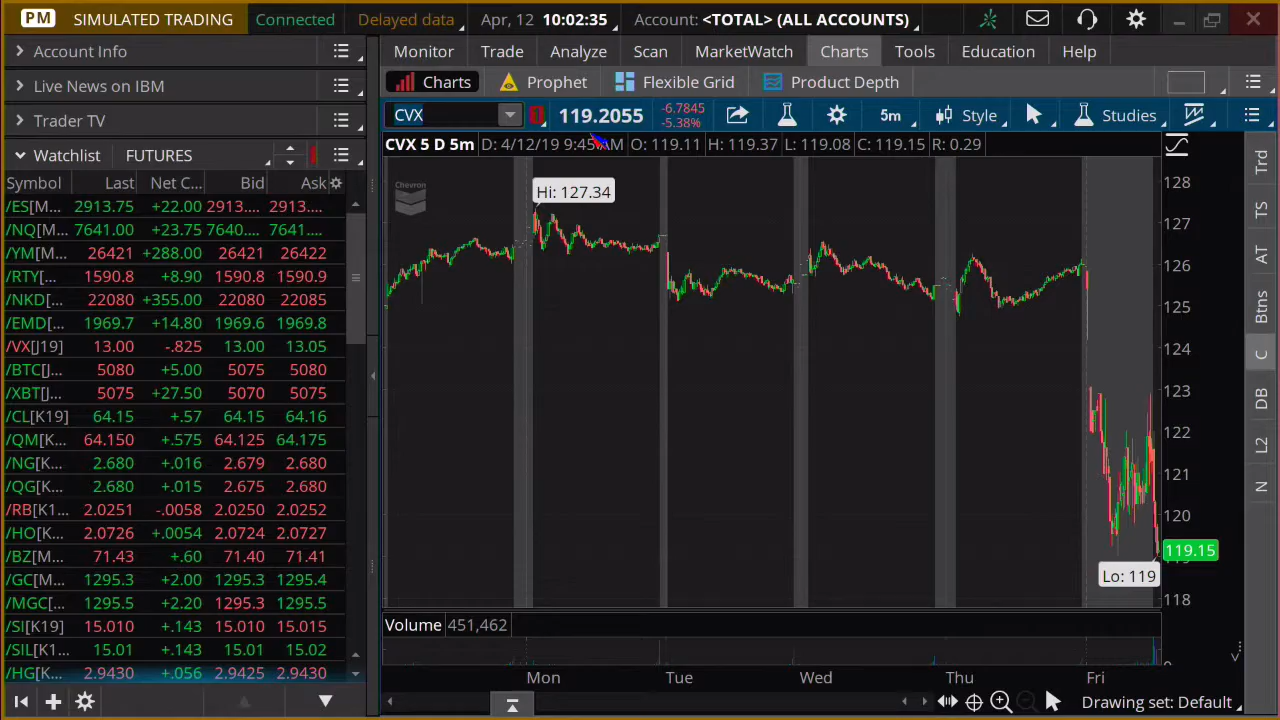 PM SIMULATED TRADING Connected Delayed data Apr, 12 10:02:35 Account: <TOTAL> (ALL ACCOUNTS)
Account Info
Live News on IBM
Trader TV
Watchlist FUTURES
Symbol Last Net C... Bid Ask
/ES[M... 2913.75 +22.00 2913.... 2913....
/NQ[M... 7641.00 +23.75 7640.... 7641....
/YM[M... 26421 +288.00 26421 26422
/RTY[... 1590.8 +8.90 1590.8 1590.9
/NKD[... 22080 +355.00 22080 22085
/EMD[... 1969.7 +14.80 1969.6 1969.8
/VX[J19] 13.00 -.825 13.00 13.05
/BTC[J... 5080 +5.00 5075 5080
/XBT[J... 5075 +27.50 5070 5075
/CL[K19] 64.15 +.57 64.15 64.16
/QM[K... 64.150 +.575 64.125 64.175
/NG[K... 2.680 +.016 2.679 2.680
/QG[K... 2.680 +.015 2.675 2.680
/RB[K1... 2.0251 -.0058 2.0250 2.0252
/HO[K... 2.0726 +.0054 2.0724 2.0727
/BZ[M... 71.43 +.60 71.40 71.41
/GC[M... 1295.3 +2.00 1295.3 1295.4
/MGC[... 1295.5 +2.20 1295.3 1295.5
/SI[K19] 15.010 +.143 15.010 15.015
/SIL[K1... 15.01 +.143 15.01 15.02
/HG[K... 2.9430 +.056 2.9425 2.9430
Monitor Trade Analyze Scan MarketWatch Charts Tools Education Help
Charts Prophet Flexible Grid Product Depth
CVX 119.2055 -6.7845 -5.38% 5m Style Studies
CVX 5 D 5m D: 4/12/19 9:45 AM O: 119.11 H: 119.37 L: 119.08 C: 119.15 R: 0.29
Chevron
Hi: 127.34
128
127
126
125
124
123
122
121
120
119.15
Lo: 119
118
Volume 451,462
0
Mon Tue Wed Thu Fri
Drawing set: Default
Trd
TS
AT
Btns
C
DB
L2
N